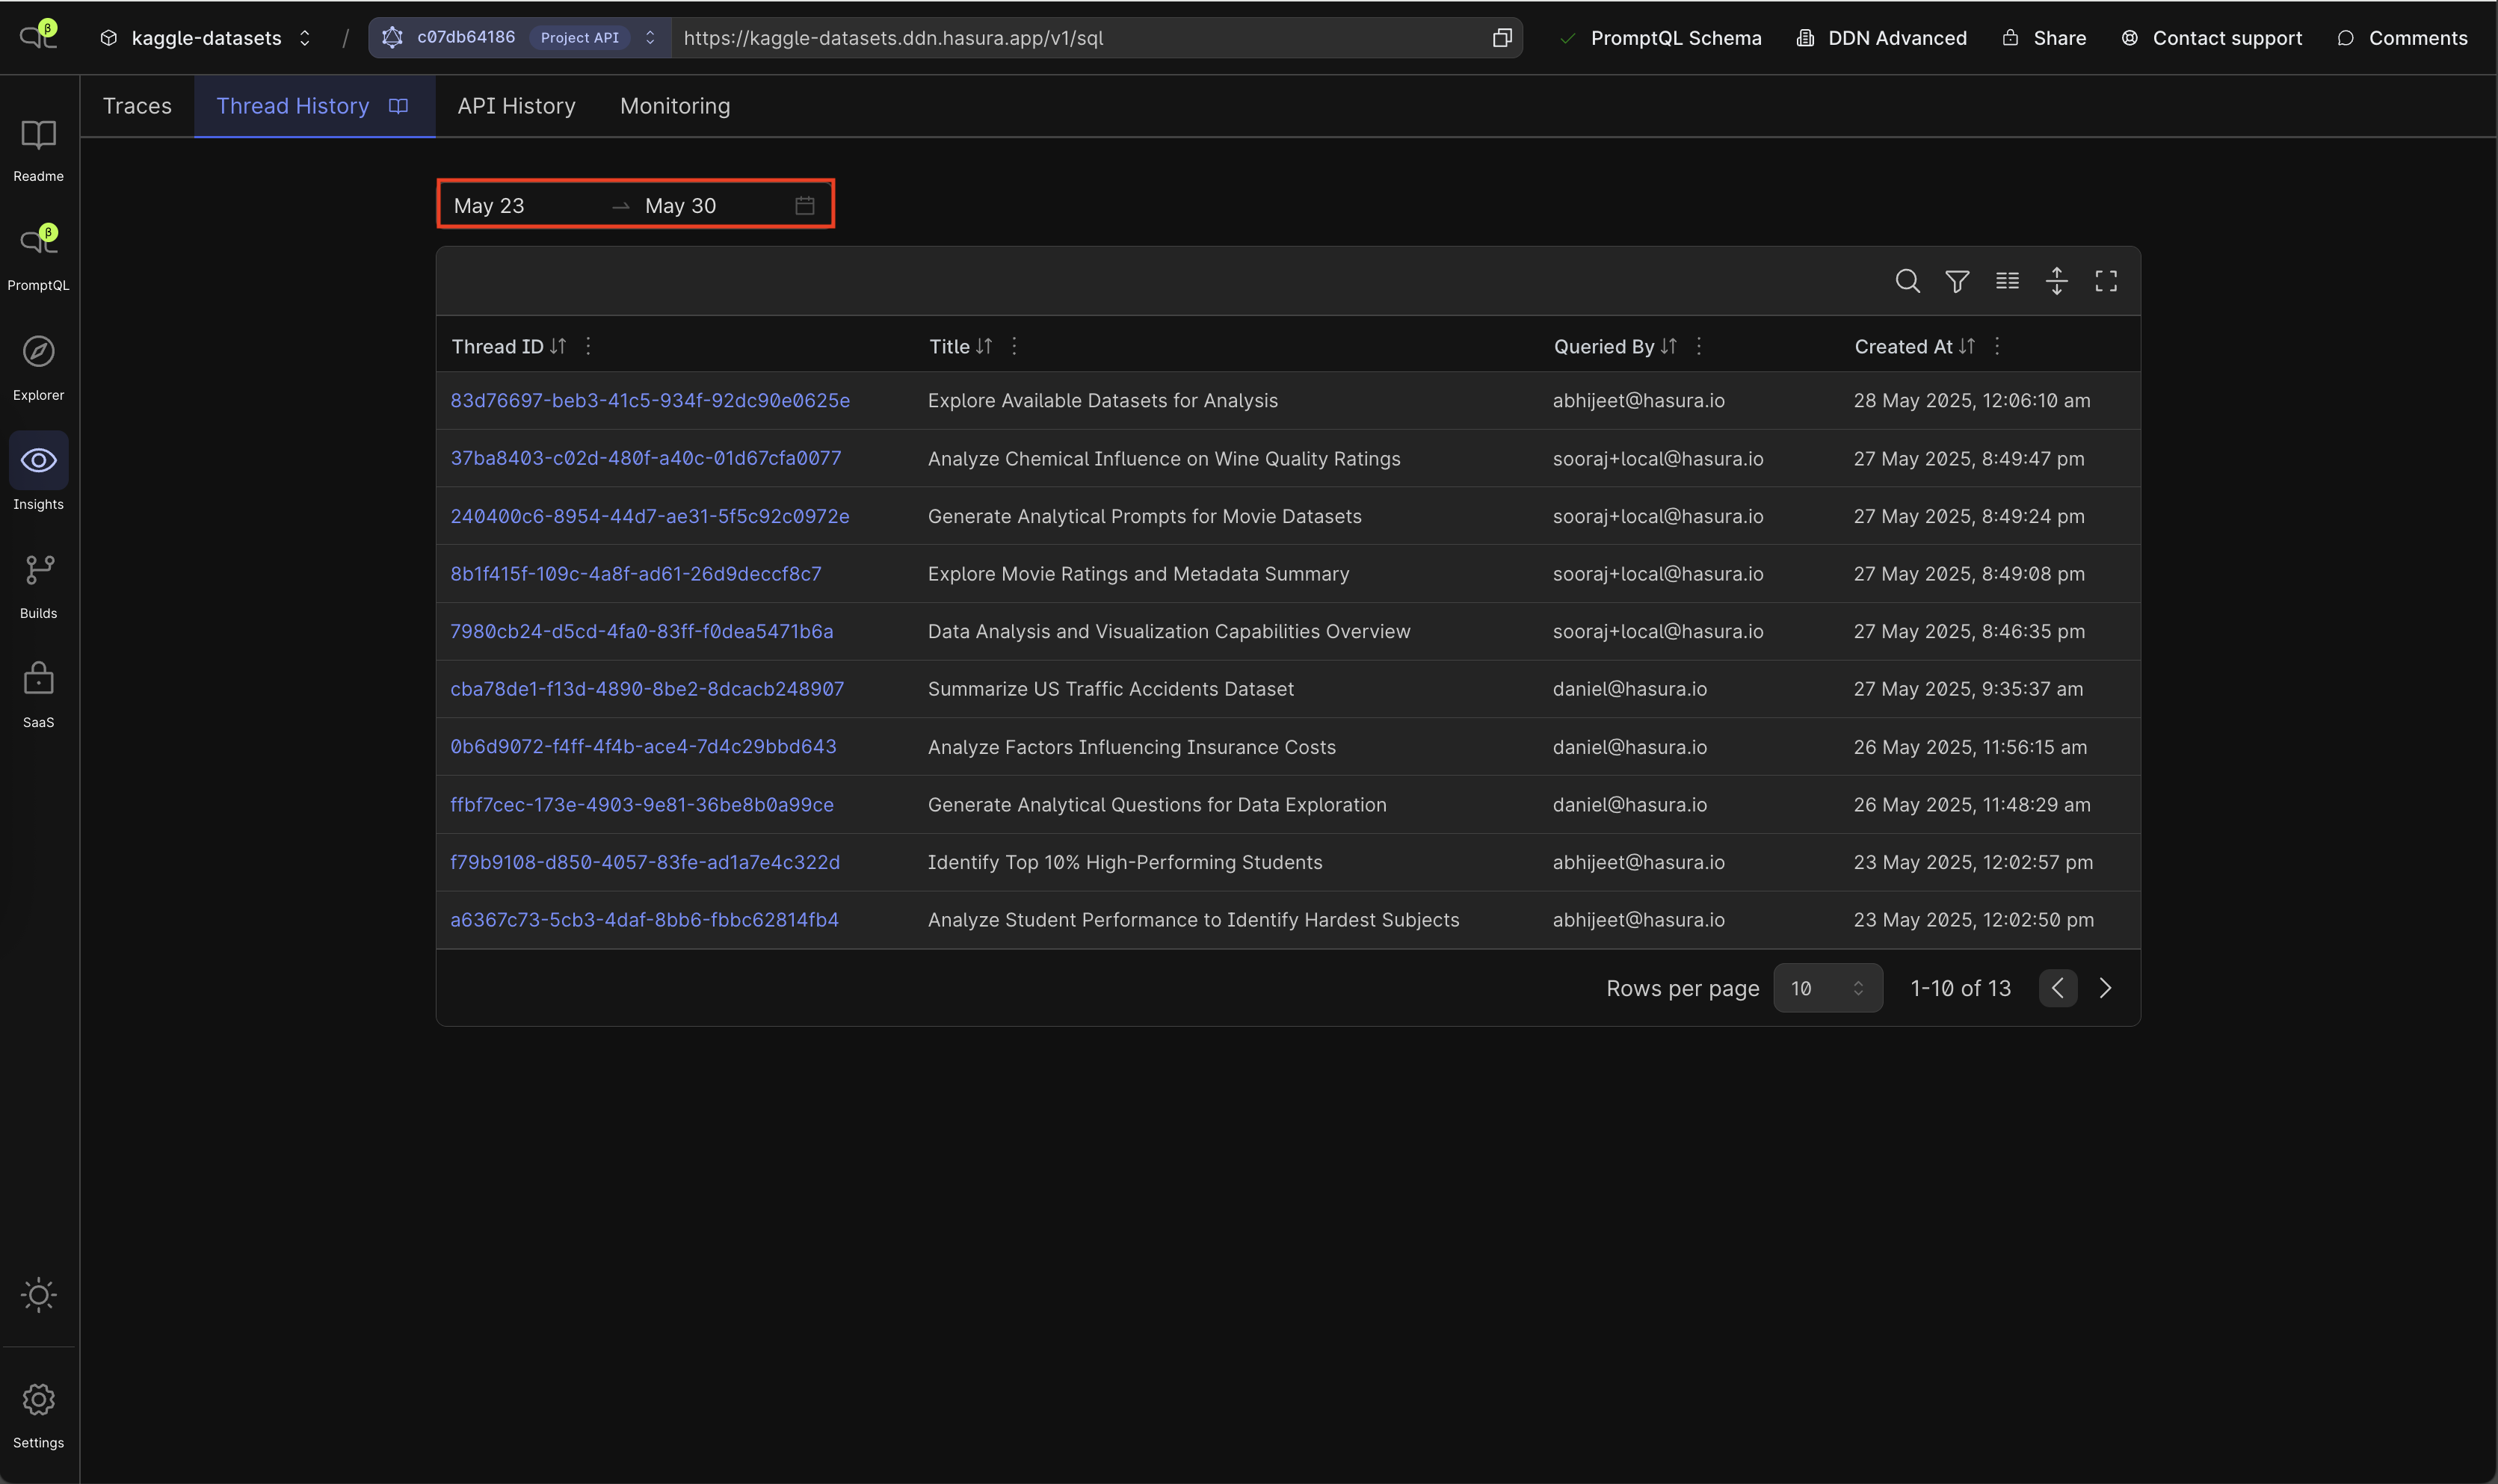 β kaggle-datasets / c07db64186 Project API https://kaggle-datasets.ddn.hasura.app/v1/sql PromptQL Schema DDN Advanced Share Contact support Comments
Traces Thread History API History Monitoring
Readme
β
PromptQL
Explorer
Insights
Builds
SaaS
Settings
May 23 → May 30
Thread ID Title Queried By Created At
83d76697-beb3-41c5-934f-92dc90e0625e Explore Available Datasets for Analysis abhijeet@hasura.io 28 May 2025, 12:06:10 am
37ba8403-c02d-480f-a40c-01d67cfa0077 Analyze Chemical Influence on Wine Quality Ratings sooraj+local@hasura.io 27 May 2025, 8:49:47 pm
240400c6-8954-44d7-ae31-5f5c92c0972e Generate Analytical Prompts for Movie Datasets sooraj+local@hasura.io 27 May 2025, 8:49:24 pm
8b1f415f-109c-4a8f-ad61-26d9deccf8c7 Explore Movie Ratings and Metadata Summary sooraj+local@hasura.io 27 May 2025, 8:49:08 pm
7980cb24-d5cd-4fa0-83ff-f0dea5471b6a Data Analysis and Visualization Capabilities Overview sooraj+local@hasura.io 27 May 2025, 8:46:35 pm
cba78de1-f13d-4890-8be2-8dcacb248907 Summarize US Traffic Accidents Dataset daniel@hasura.io 27 May 2025, 9:35:37 am
0b6d9072-f4ff-4f4b-ace4-7d4c29bbd643 Analyze Factors Influencing Insurance Costs daniel@hasura.io 26 May 2025, 11:56:15 am
ffbf7cec-173e-4903-9e81-36be8b0a99ce Generate Analytical Questions for Data Exploration daniel@hasura.io 26 May 2025, 11:48:29 am
f79b9108-d850-4057-83fe-ad1a7e4c322d Identify Top 10% High-Performing Students abhijeet@hasura.io 23 May 2025, 12:02:57 pm
a6367c73-5cb3-4daf-8bb6-fbbc62814fb4 Analyze Student Performance to Identify Hardest Subjects abhijeet@hasura.io 23 May 2025, 12:02:50 pm
Rows per page 10 1-10 of 13